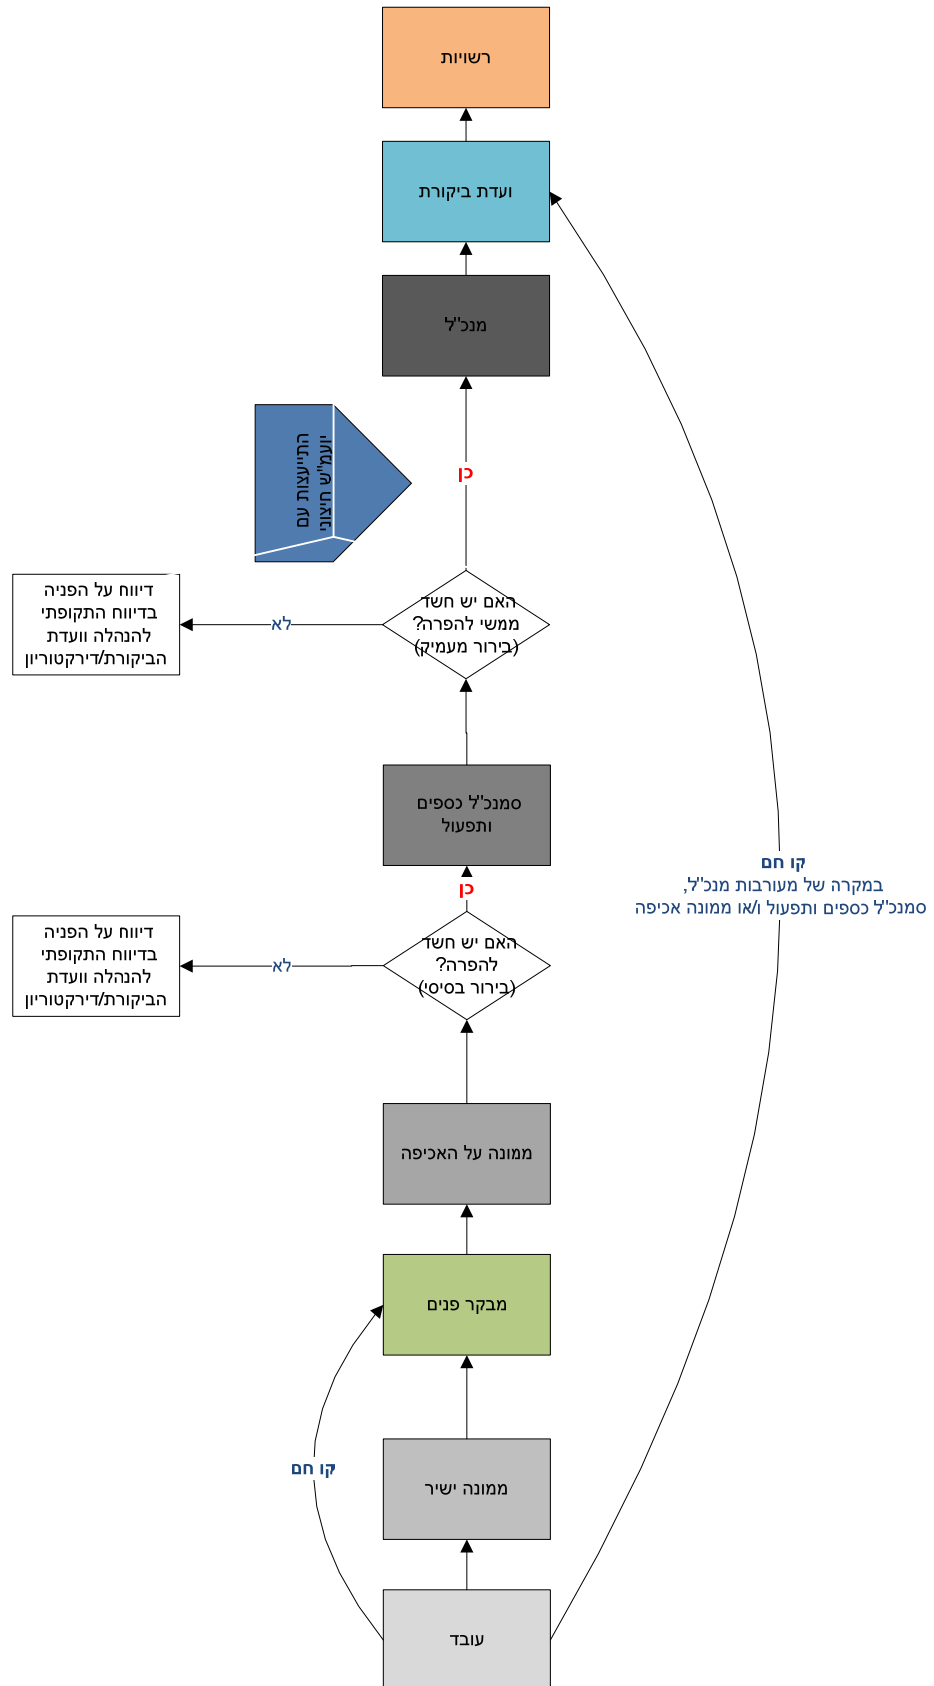 רשויות
ועדת ביקורת
מנכ"ל
התייעצות עם
יועמ"ש חיצוני
כן
האם יש חשד
ממשי להפרה?
(בירור מעמיק)
לא
דיווח על הפניה
בדיווח התקופתי
להנהלה וועדת
הביקורת/דירקטוריון
סמנכ"ל כספים
ותפעול
קו חם
במקרה של מעורבות מנכ"ל,
סמנכ"ל כספים ותפעול ו/או ממונה אכיפה
כן
האם יש חשד
להפרה?
(בירור בסיסי)
לא
דיווח על הפניה
בדיווח התקופתי
להנהלה וועדת
הביקורת/דירקטוריון
ממונה על האכיפה
מבקר פנים
קו חם
ממונה ישיר
עובד